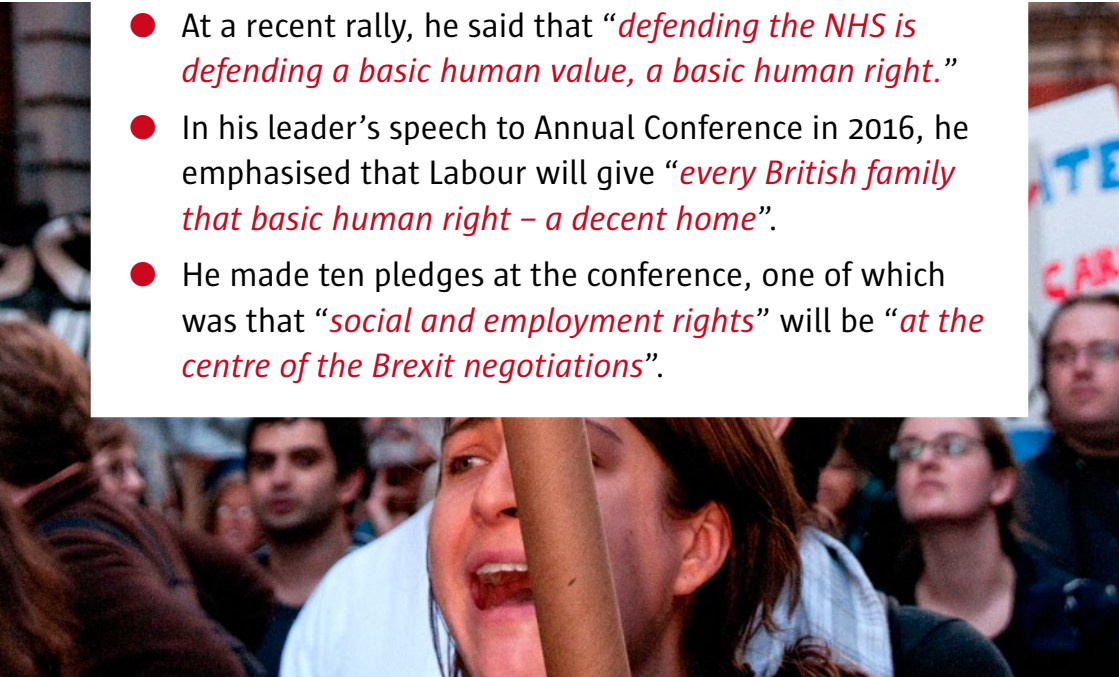 ● At a recent rally, he said that “defending the NHS is
defending a basic human value, a basic human right.”
● In his leader’s speech to Annual Conference in 2016, he
emphasised that Labour will give “every British family
that basic human right – a decent home”.
● He made ten pledges at the conference, one of which
was that “social and employment rights” will be “at the
centre of the Brexit negotiations”.